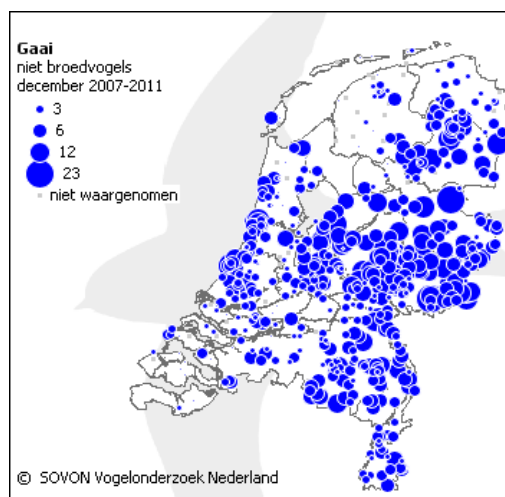 Gaai
niet broedvogels
december 2007-2011
3
6
12
23
niet waargenomen
© SOVON Vogelonderzoek Nederland